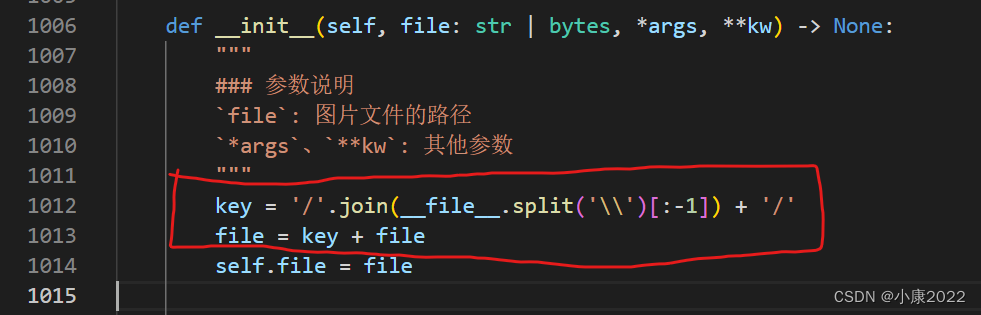 1006 def __init__(self, file: str | bytes, *args, **kw) -> None:
1007 """
1008 ### 参数说明
1009 `file`: 图片文件的路径
1010 `*args`、`**kw`: 其他参数
1011 """
1012 key = '/'.join(__file__.split('\\')[:-1]) + '/'
1013 file = key + file
1014 self.file = file
1015
CSDN @小康2022